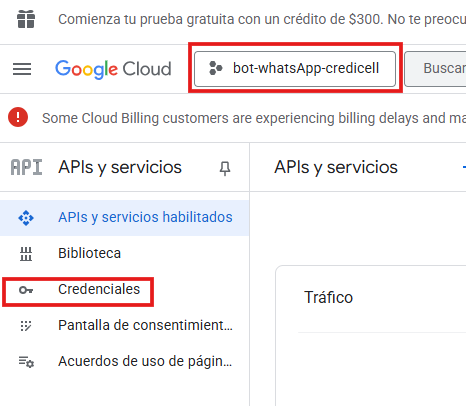 Comienza tu prueba gratuita con un crédito de $300. No te preocu
Google Cloud
bot-whatsApp-credicell
Buscar
Some Cloud Billing customers are experiencing billing delays and ma
API
APIs y servicios
APIs y servicios
APIs y servicios habilitados
Biblioteca
Credenciales
Tráfico
Pantalla de consentimient…
Acuerdos de uso de págin…